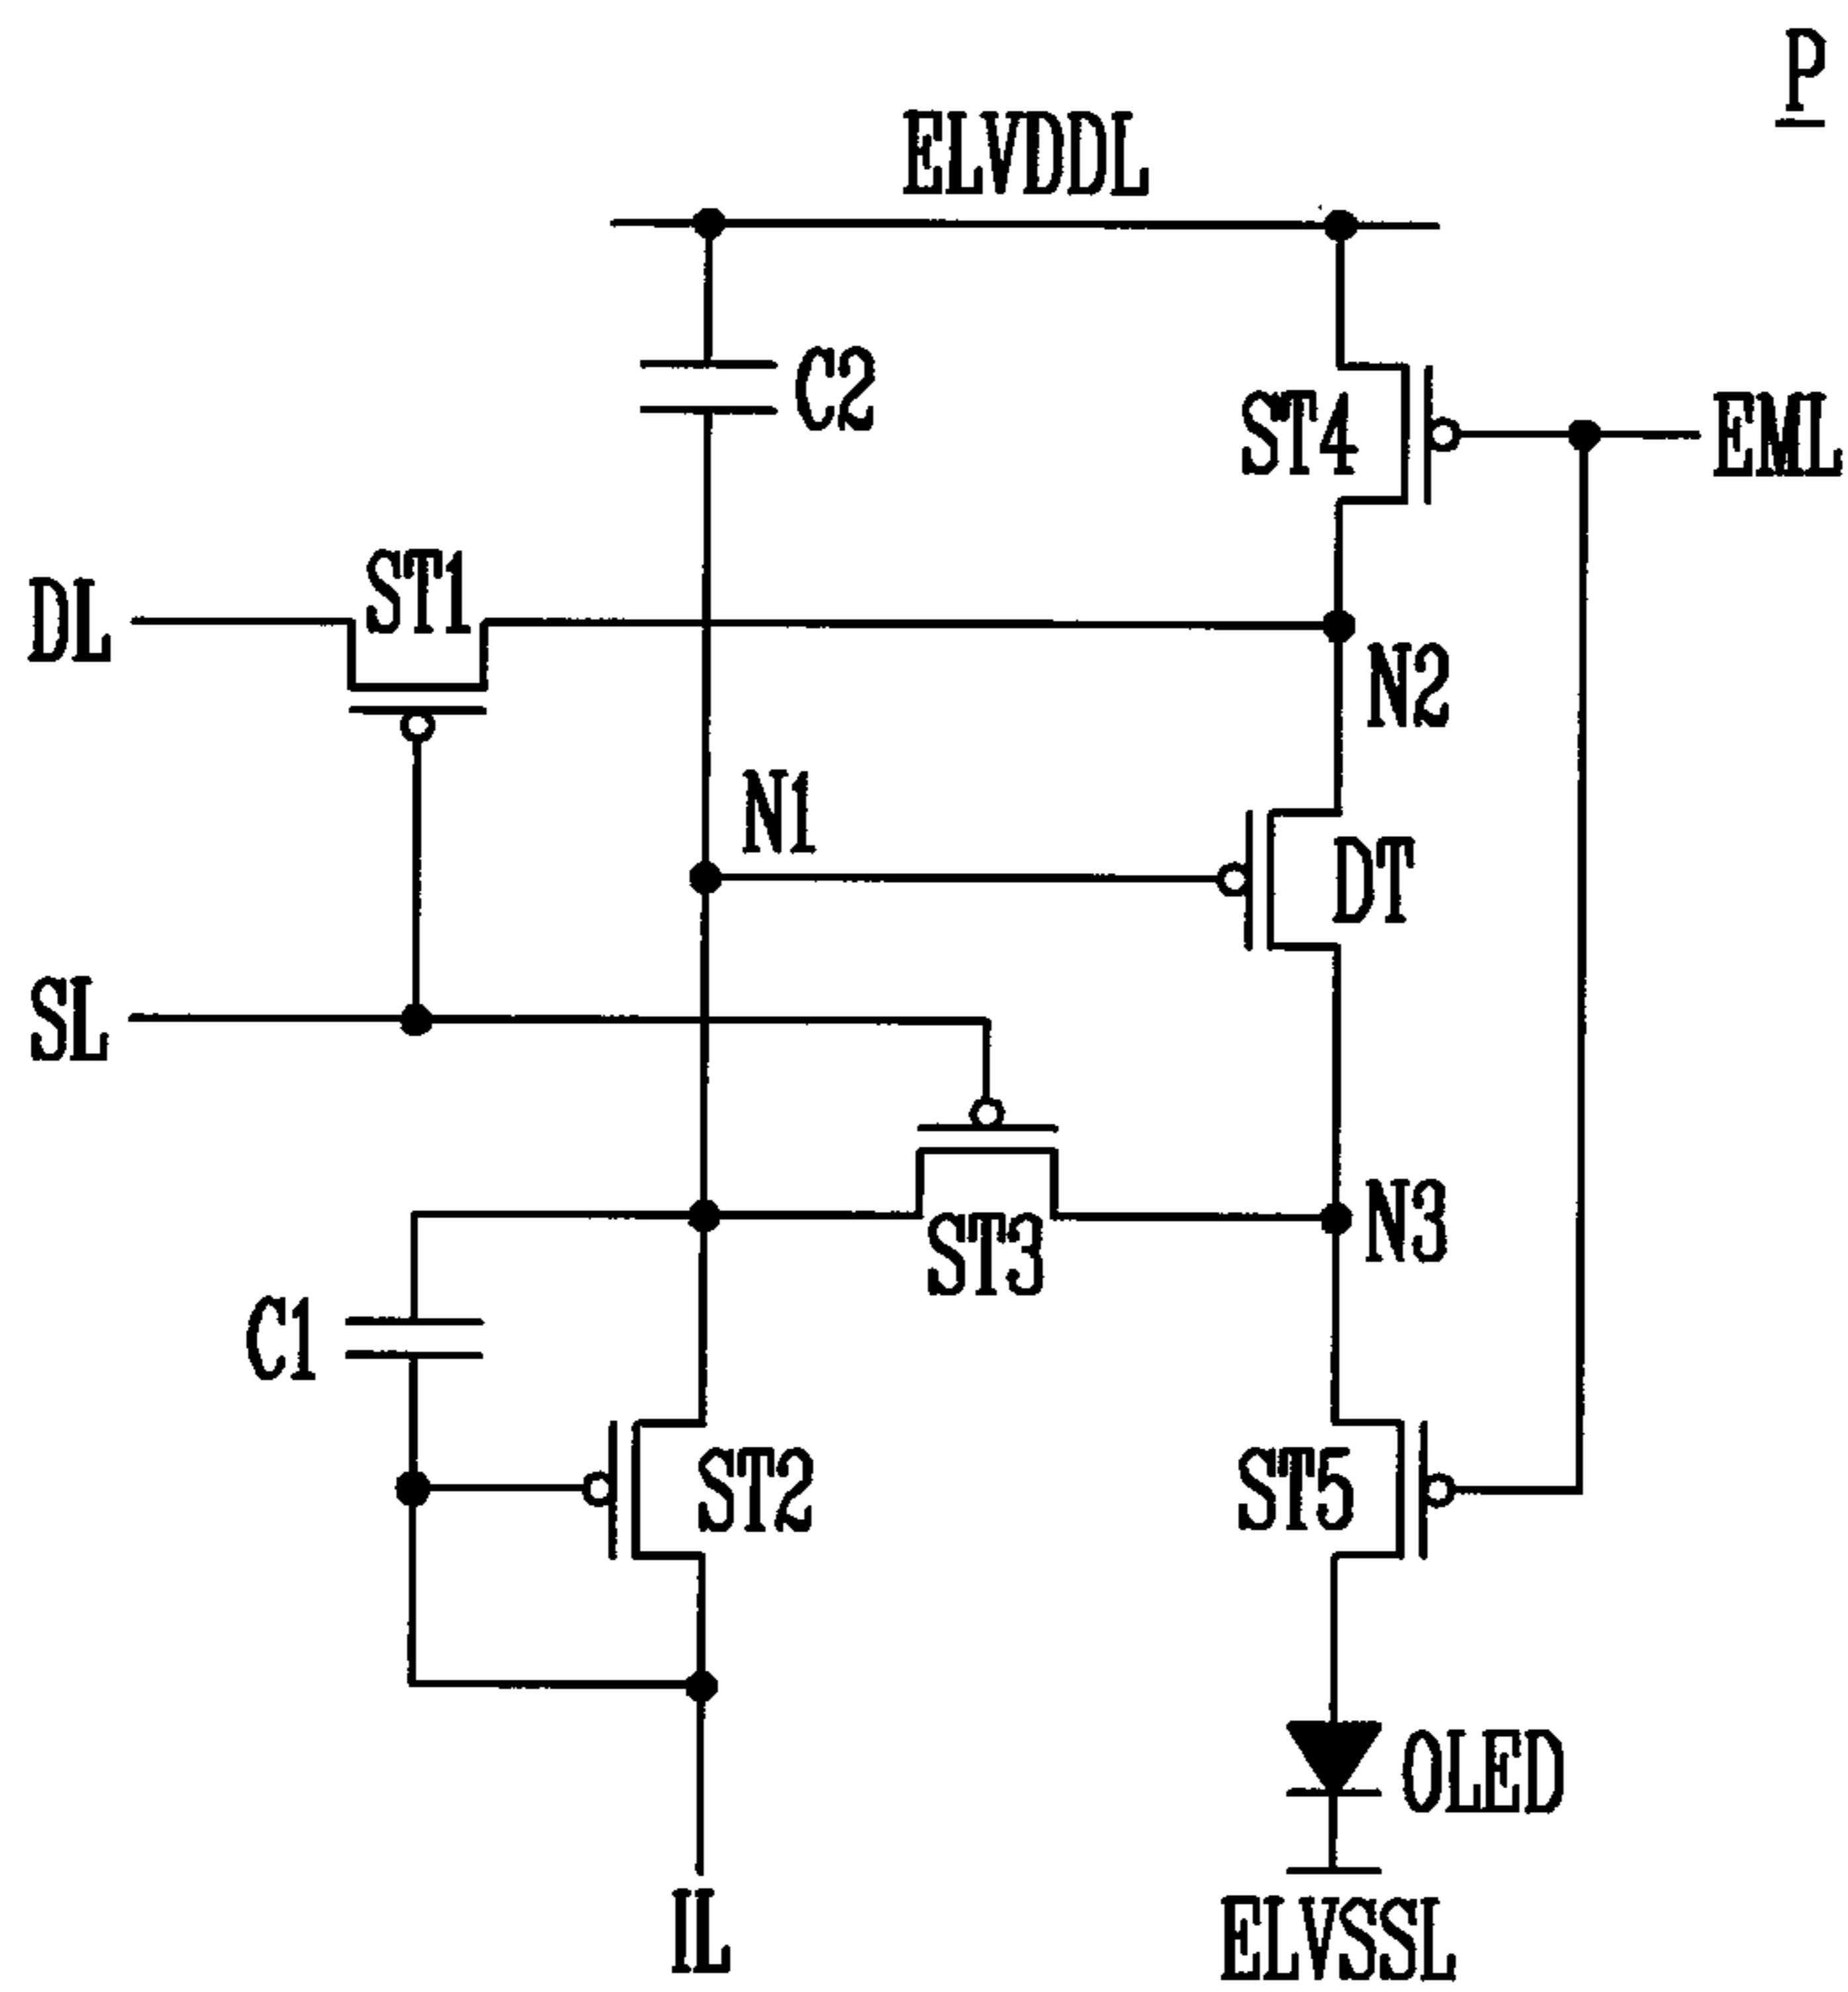 P
ELVDDL
C2
ST4
EML
DL
ST1
N2
N1
DT
SL
N3
ST3
C1
ST2
ST5
OLED
IL
ELVSSL